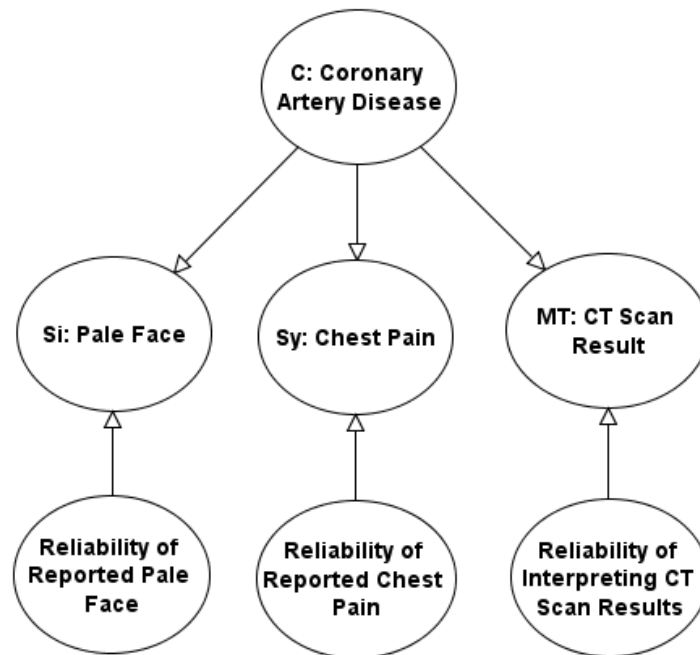 C: Coronary
Artery Disease
Si: Pale Face
Sy: Chest Pain
MT: CT Scan
Result
Reliability of
Reported Pale
Face
Reliability of
Reported Chest
Pain
Reliability of
Interpreting CT
Scan Results